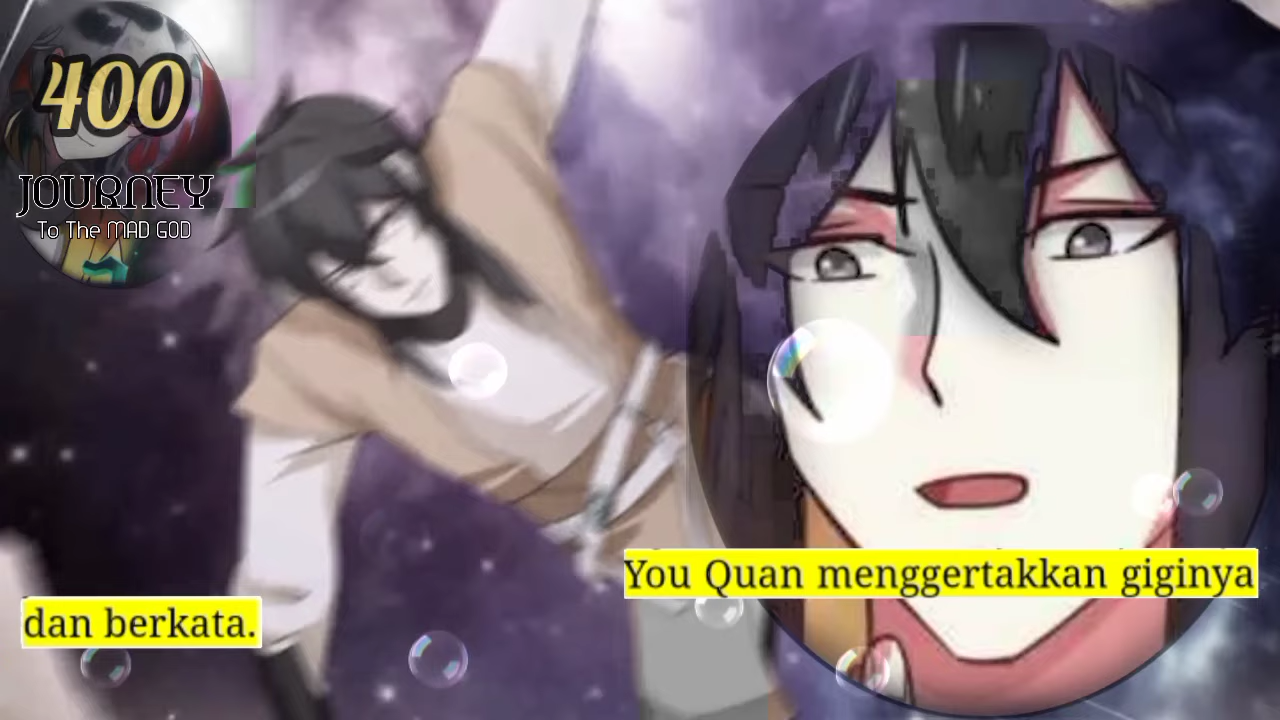 400
JOURNEY
To The MAD GOD
You Quan menggertakkan giginya
dan berkata.